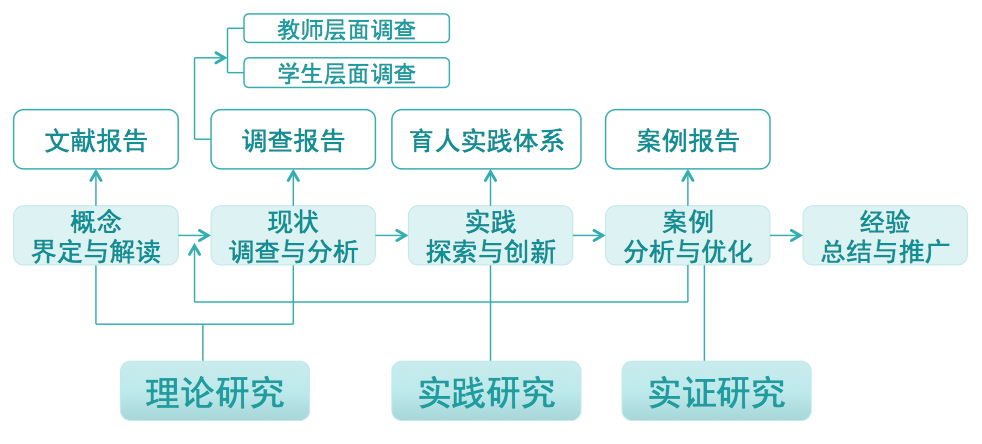 教师层面调查
学生层面调查
文献报告
调查报告
育人实践体系
案例报告
概念
界定与解读
现状
调查与分析
实践
探索与创新
案例
分析与优化
经验
总结与推广
理论研究
实践研究
实证研究